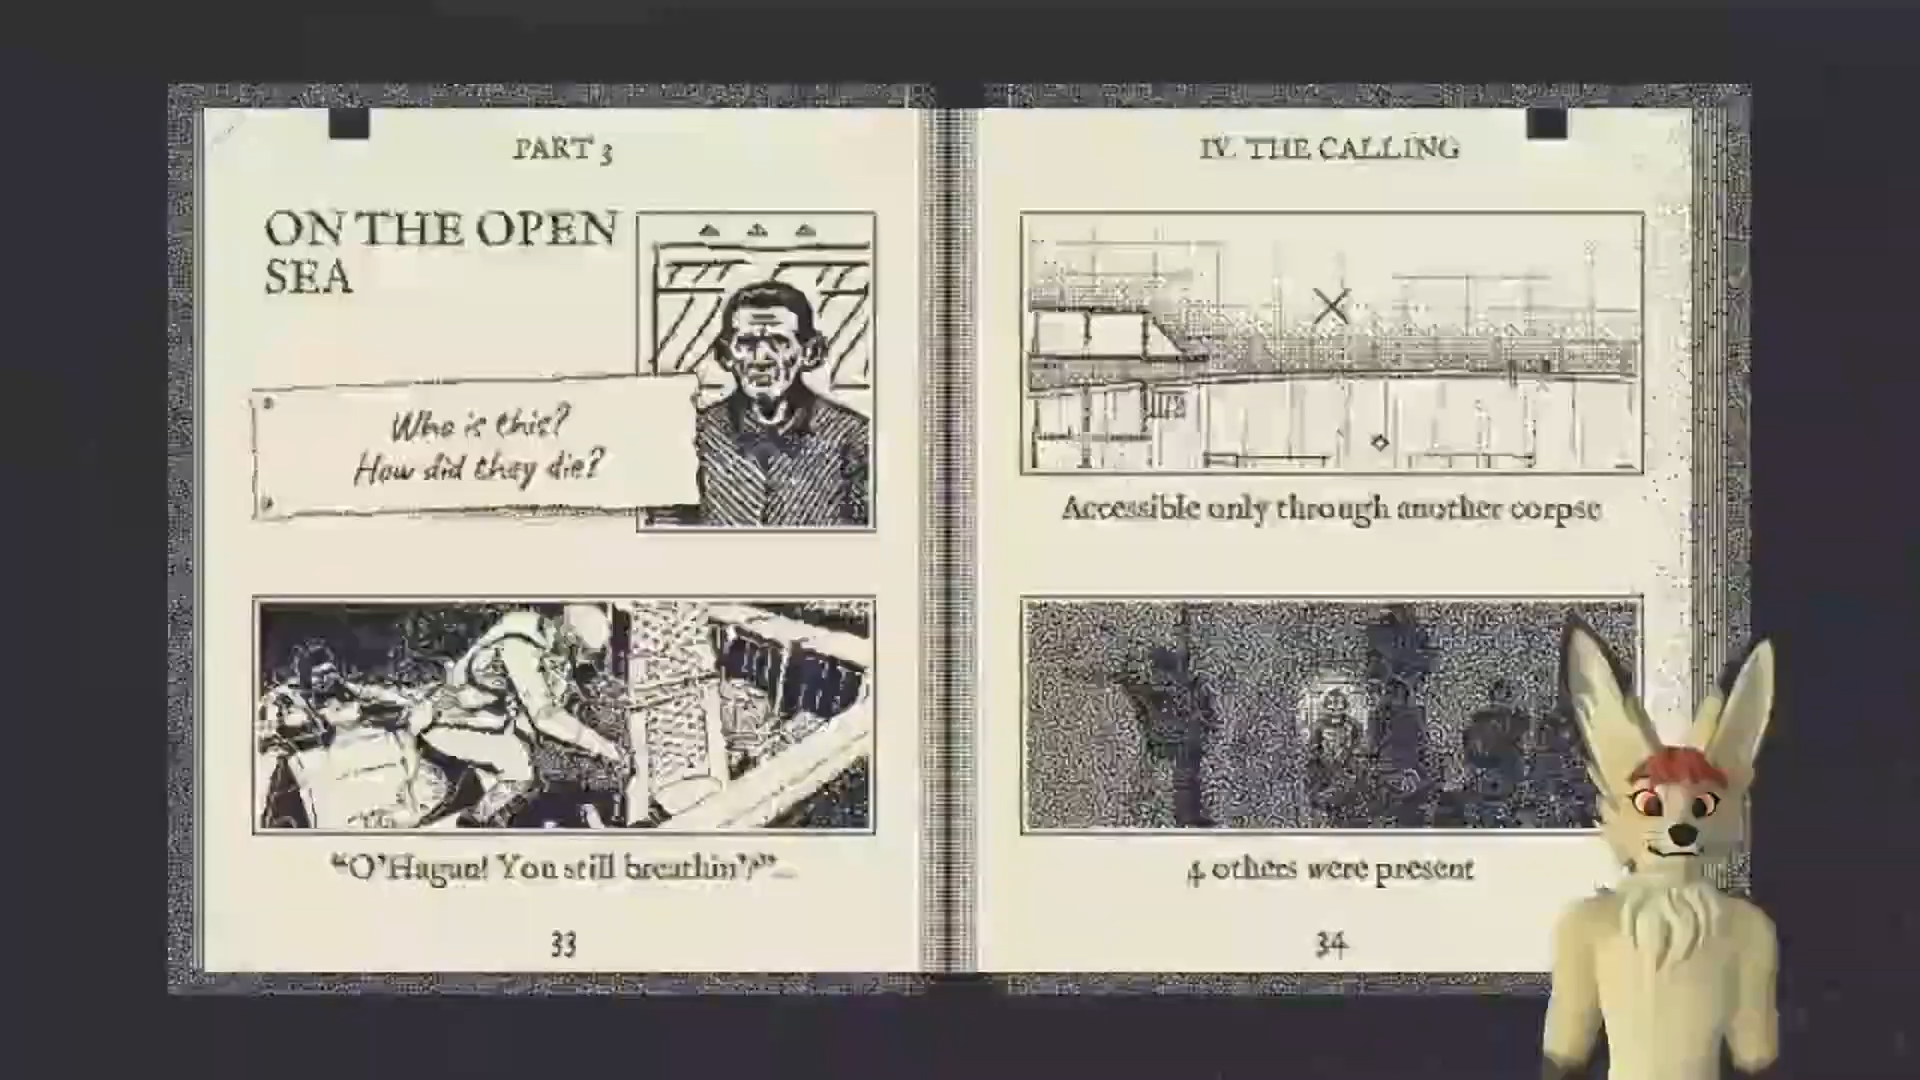 PART 3
ON THE OPEN
SEA
Who is this?
How did they die?
"O'Hagan! You still breathin'?"...
33
IV. THE CALLING
Accessible only through another corpse
4 others were present
34